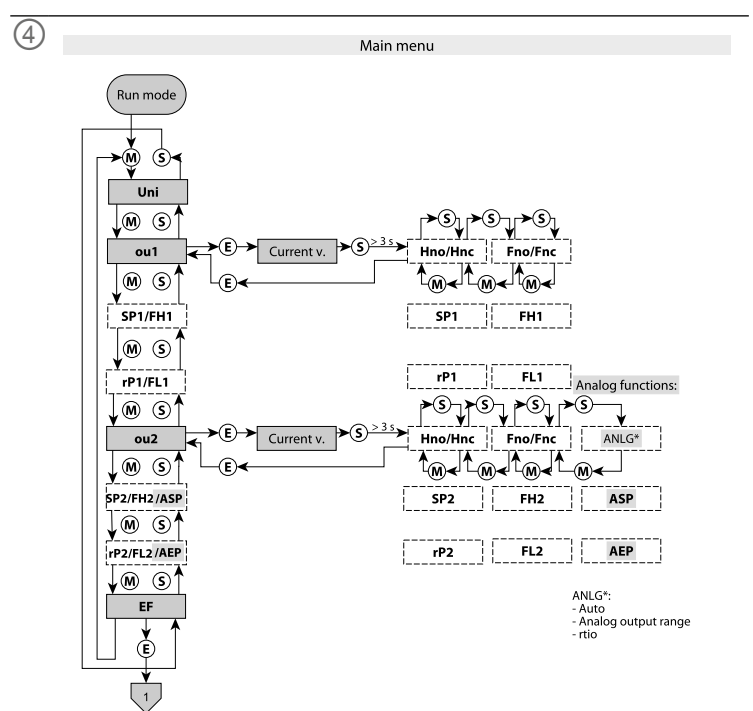 4
Main menu
Run mode
M S
Uni
M S
ou1 E Current v. S > 3 s Hno/Hnc Fno/Fnc
S S S
E M M M
M S
SP1/FH1 SP1 FH1
M S
rP1/FL1 rP1 FL1
Analog functions:
M S S S S S
ou2 E Current v. S > 3 s Hno/Hnc Fno/Fnc ANLG*
M S E M M M M
SP2/FH2/ASP SP2 FH2 ASP
M S
rP2/FL2/AEP rP2 FL2 AEP
M S
EF
ANLG*:
- Auto
- Analog output range
- rtio
E
1